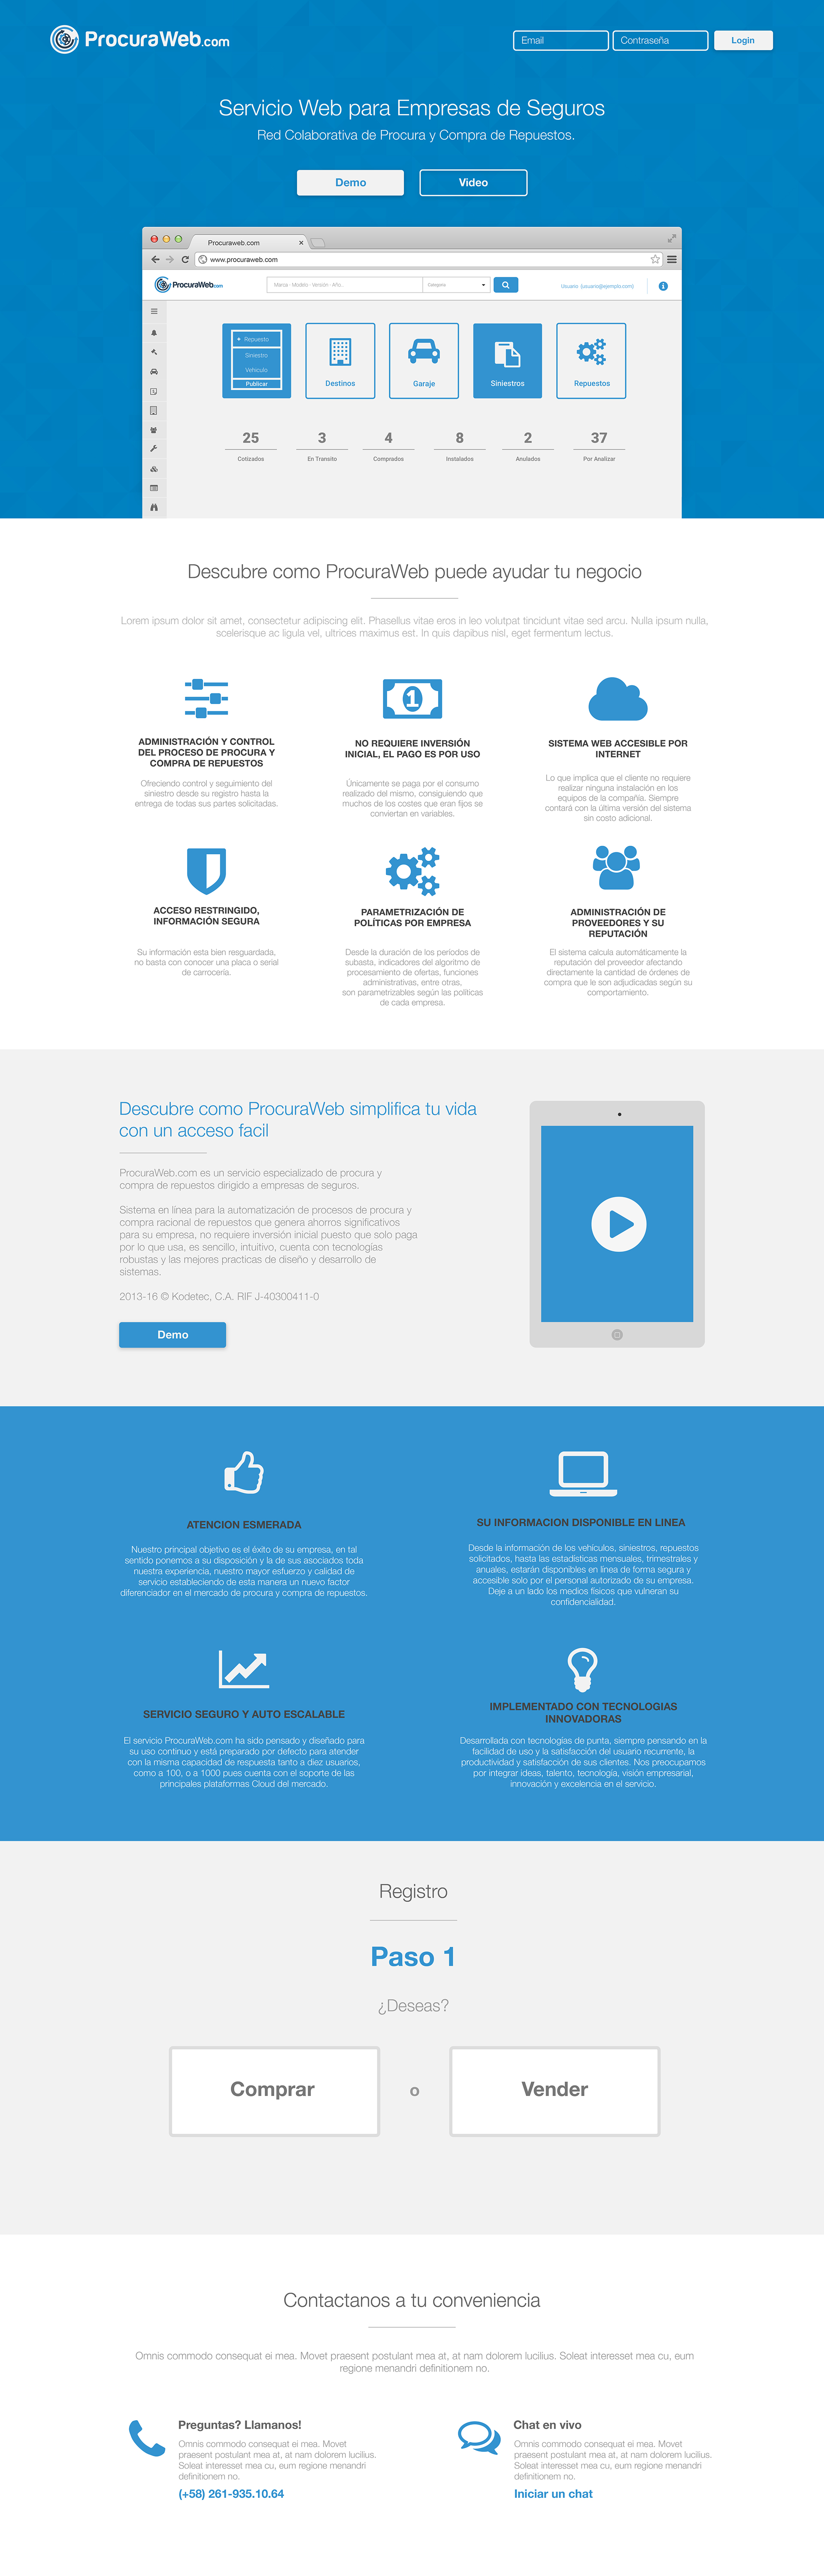 ProcuraWeb.com
Email
Contraseña
Login
Servicio Web para Empresas de Seguros
Red Colaborativa de Procura y Compra de Repuestos.
Demo
Video
Procuraweb.com
www.procuraweb.com
ProcuraWeb.com
Marca - Modelo - Versión - Año...
Categoría
Usuario (usuario@ejemplo.com)
+ Repuesto
Siniestro
Vehículo
Publicar
Destinos
Garaje
Siniestros
Repuestos
25
3
4
8
2
37
Cotizados
En Transito
Comprados
Instalados
Anulados
Por Analizar
Descubre como ProcuraWeb puede ayudar tu negocio
Lorem ipsum dolor sit amet, consectetur adipiscing elit. Phasellus vitae eros in leo volutpat tincidunt vitae sed arcu. Nulla ipsum nulla,
scelerisque ac ligula vel, ultrices maximus est. In quis dapibus nisl, eget fermentum lectus.
ADMINISTRACIÓN Y CONTROL
DEL PROCESO DE PROCURA Y
COMPRA DE REPUESTOS
Ofreciendo control y seguimiento del
siniestro desde su registro hasta la
entrega de todas sus partes solicitadas.
NO REQUIERE INVERSIÓN
INICIAL, EL PAGO ES POR USO
Únicamente se paga por el consumo
realizado del mismo, consiguiendo que
muchos de los costes que eran fijos se
conviertan en variables.
SISTEMA WEB ACCESIBLE POR
INTERNET
Lo que implica que el cliente no requiere
realizar ninguna instalación en los
equipos de la compañía. Siempre
contará con la última versión del sistema
sin costo adicional.
ACCESO RESTRINGIDO,
INFORMACIÓN SEGURA
Su información esta bien resguardada,
no basta con conocer una placa o serial
de carrocería.
PARAMETRIZACIÓN DE
POLÍTICAS POR EMPRESA
Desde la duración de los períodos de
subasta, indicadores del algoritmo de
procesamiento de ofertas, funciones
administrativas, entre otras,
son parametrizables según las políticas
de cada empresa.
ADMINISTRACIÓN DE
PROVEEDORES Y SU
REPUTACIÓN
El sistema calcula automáticamente la
reputación del proveedor afectando
directamente la cantidad de órdenes de
compra que le son adjudicadas según su
comportamiento.
Descubre como ProcuraWeb simplifica tu vida
con un acceso facil
ProcuraWeb.com es un servicio especializado de procura y
compra de repuestos dirigido a empresas de seguros.
Sistema en línea para la automatización de procesos de procura y
compra racional de repuestos que genera ahorros significativos
para su empresa, no requiere inversión inicial puesto que solo paga
por lo que usa, es sencillo, intuitivo, cuenta con tecnologías
robustas y las mejores practicas de diseño y desarrollo de
sistemas.
2013-16 © Kodetec, C.A. RIF J-40300411-0
Demo
ATENCION ESMERADA
Nuestro principal objetivo es el éxito de su empresa, en tal
sentido ponemos a su disposición y la de sus asociados toda
nuestra experiencia, nuestro mayor esfuerzo y calidad de
servicio estableciendo de esta manera un nuevo factor
diferenciador en el mercado de procura y compra de repuestos.
SU INFORMACION DISPONIBLE EN LINEA
Desde la información de los vehículos, siniestros, repuestos
solicitados, hasta las estadísticas mensuales, trimestrales y
anuales, estarán disponibles en línea de forma segura y
accesible solo por el personal autorizado de su empresa.
Deje a un lado los medios físicos que vulneran su
confidencialidad.
SERVICIO SEGURO Y AUTO ESCALABLE
El servicio ProcuraWeb.com ha sido pensado y diseñado para
su uso continuo y está preparado por defecto para atender
con la misma capacidad de respuesta tanto a diez usuarios,
como a 100, o a 1000 pues cuenta con el soporte de las
principales plataformas Cloud del mercado.
IMPLEMENTADO CON TECNOLOGIAS
INNOVADORAS
Desarrollada con tecnologías de punta, siempre pensando en la
facilidad de uso y la satisfacción del usuario recurrente, la
productividad y satisfacción de sus clientes. Nos preocupamos
por integrar ideas, talento, tecnología, visión empresarial,
innovación y excelencia en el servicio.
Registro
Paso 1
¿Deseas?
Comprar
o
Vender
Contactanos a tu conveniencia
Omnis commodo consequat ei mea. Movet praesent postulant mea at, at nam dolorem lucilius. Soleat interesset mea cu, eum
regione menandri definitionem no.
Preguntas? Llamanos!
Omnis commodo consequat ei mea. Movet
praesent postulant mea at, at nam dolorem lucilius.
Soleat interesset mea cu, eum regione menandri
definitionem no.
(+58) 261-935.10.64
Chat en vivo
Omnis commodo consequat ei mea. Movet
praesent postulant mea at, at nam dolorem lucilius.
Soleat interesset mea cu, eum regione menandri
definitionem no.
Iniciar un chat